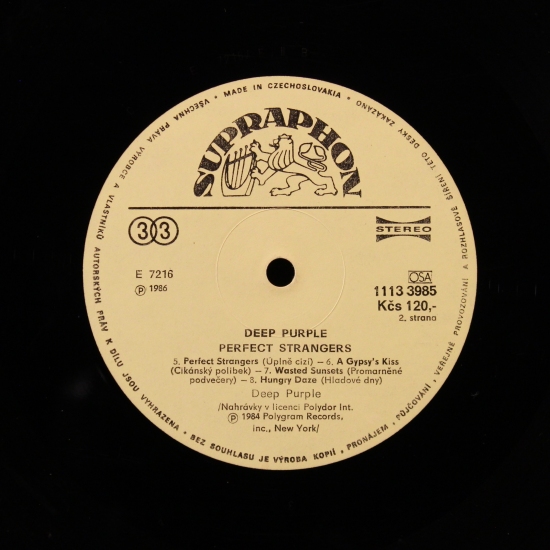 • MADE IN CZECHOSLOVAKIA •
VŠECHNA PRÁVA VÝROBCE A VLASTNÍKŮ AUTORSKÝCH PRÁV K DÍLU JSOU VYHRAZENA • BEZ SOUHLASU JE VÝROBA KOPIÍ, PRONÁJEM, PŮJČOVÁNÍ, VEŘEJNÉ PROVOZOVÁNÍ A ROZHLASOVÉ ŠÍŘENÍ TÉTO DESKY ZAKÁZÁNO
SUPRAPHON
33
STEREO
E 7216
OSA
Ⓟ 1986
1113 3985
Kčs 120,-
2. strana
DEEP PURPLE
PERFECT STRANGERS
5. Perfect Strangers (Úplně cizí) – 6. A Gypsy's Kiss
(Cikánský polibek) – 7. Wasted Sunsets (Promarněné
podvečery) – 8. Hungry Daze (Hladové dny)
Deep Purple
/Nahrávky v licenci Polydor Int.
Ⓟ 1984 Polygram Records,
inc., New York/